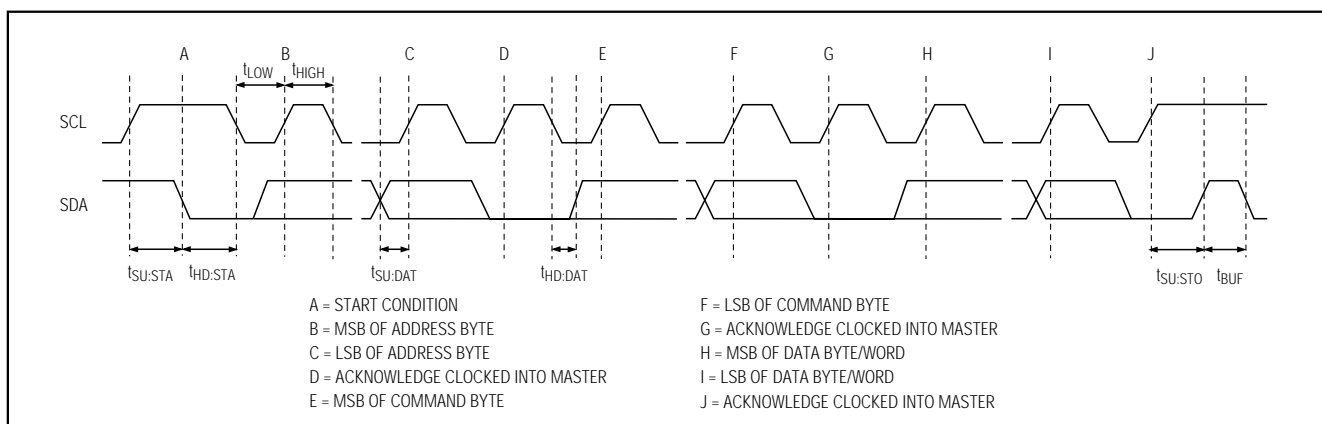 A B C D E F G H I J
tLOW tHIGH
SCL
SDA
tSU:STA tHD:STA tSU:DAT tHD:DAT tSU:STO tBUF
A = START CONDITION
B = MSB OF ADDRESS BYTE
C = LSB OF ADDRESS BYTE
D = ACKNOWLEDGE CLOCKED INTO MASTER
E = MSB OF COMMAND BYTE
F = LSB OF COMMAND BYTE
G = ACKNOWLEDGE CLOCKED INTO MASTER
H = MSB OF DATA BYTE/WORD
I = LSB OF DATA BYTE/WORD
J = ACKNOWLEDGE CLOCKED INTO MASTER